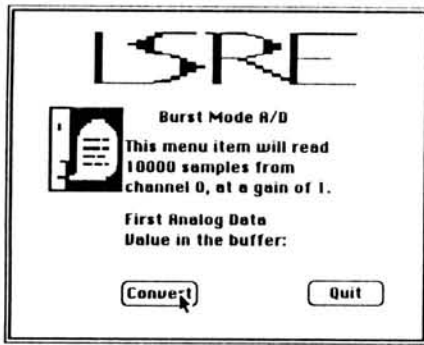 LSRE
Burst Mode A/D
This menu item will read
10000 samples from
channel 0, at a gain of 1.
First Analog Data
Value in the buffer:
Convert Quit